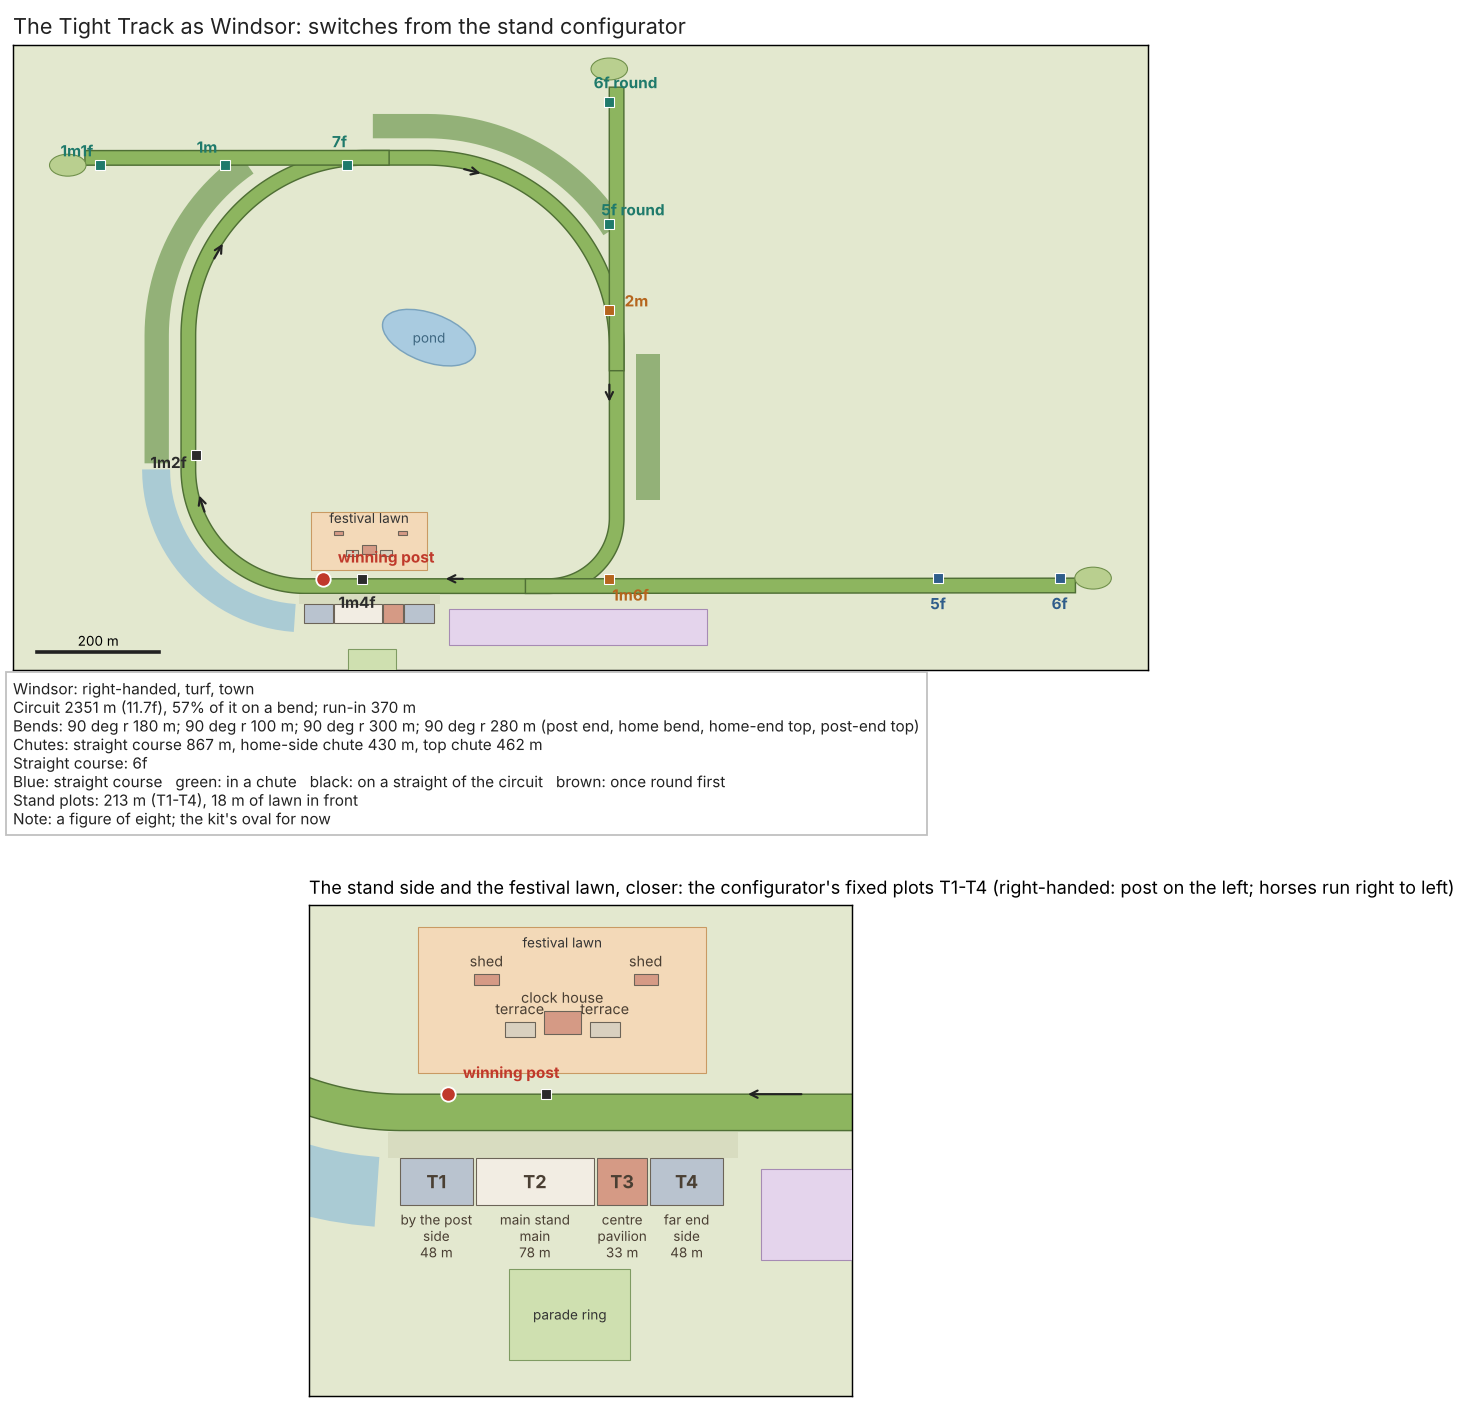 The Tight Track as Windsor: switches from the stand configurator
6f round
1m1f
1m
7f
5f round
2m
pond
1m2f
festival lawn
winning post
1m4f
1m6f
5f
6f
200 m
Windsor: right-handed, turf, town
Circuit 2351 m (11.7f), 57% of it on a bend; run-in 370 m
Bends: 90 deg r 180 m; 90 deg r 100 m; 90 deg r 300 m; 90 deg r 280 m (post end, home bend, home-end top, post-end top)
Chutes: straight course 867 m, home-side chute 430 m, top chute 462 m
Straight course: 6f
Blue: straight course   green: in a chute   black: on a straight of the circuit   brown: once round first
Stand plots: 213 m (T1-T4), 18 m of lawn in front
Note: a figure of eight; the kit's oval for now
The stand side and the festival lawn, closer: the configurator's fixed plots T1-T4 (right-handed: post on the left; horses run right to left)
festival lawn
shed shed
clock house
terrace terrace
winning post
T1 T2 T3 T4
by the post main stand centre far end
side main pavilion side
48 m 78 m 33 m 48 m
parade ring